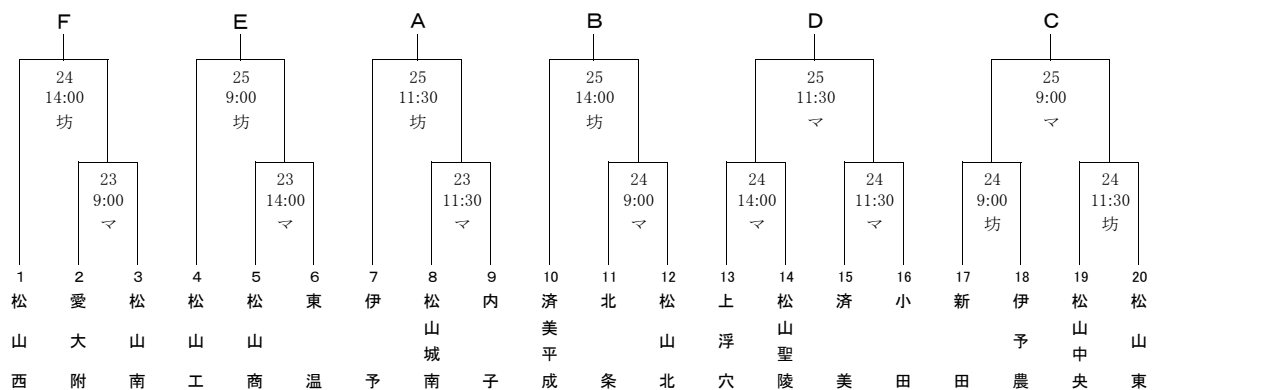 F E A B D C
24 25 25 25 25 25
14:00 9:00 11:30 14:00 11:30 9:00
坊 坊 坊 坊 マ マ
23 23 23 24 24 24 24 24
9:00 14:00 11:30 9:00 14:00 11:30 9:00 11:30
マ マ マ マ マ マ 坊 坊
1 2 3 4 5 6 7 8 9 10 11 12 13 14 15 16 17 18 19 20
松山西
愛大附
松山南
松山工
松山商
東温
伊予
松山城南
内子
済美平成
北条
松山北
上浮穴
松山聖陵
済美
小田
新田
伊予農
松山中央
松山東